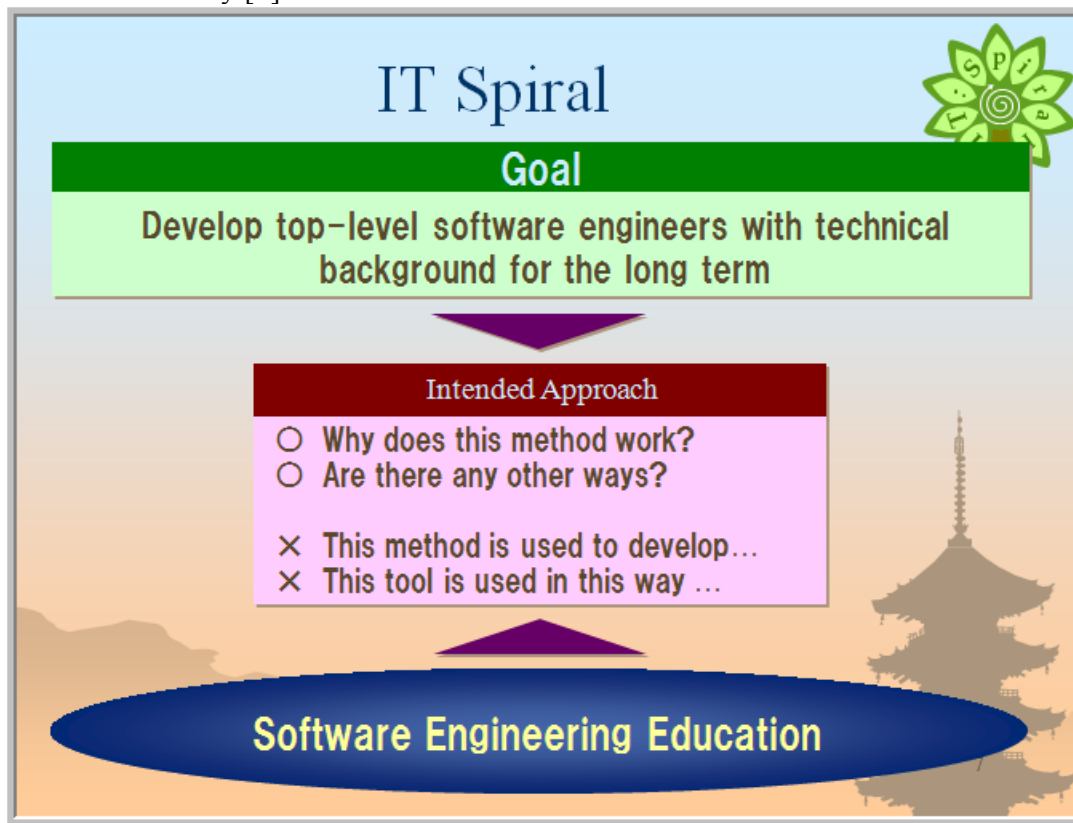 IT Spiral
I T : S p i r a l
Goal
Develop top-level software engineers with technical
background for the long term
Intended Approach
○ Why does this method work?
○ Are there any other ways?
× This method is used to develop…
× This tool is used in this way …
Software Engineering Education